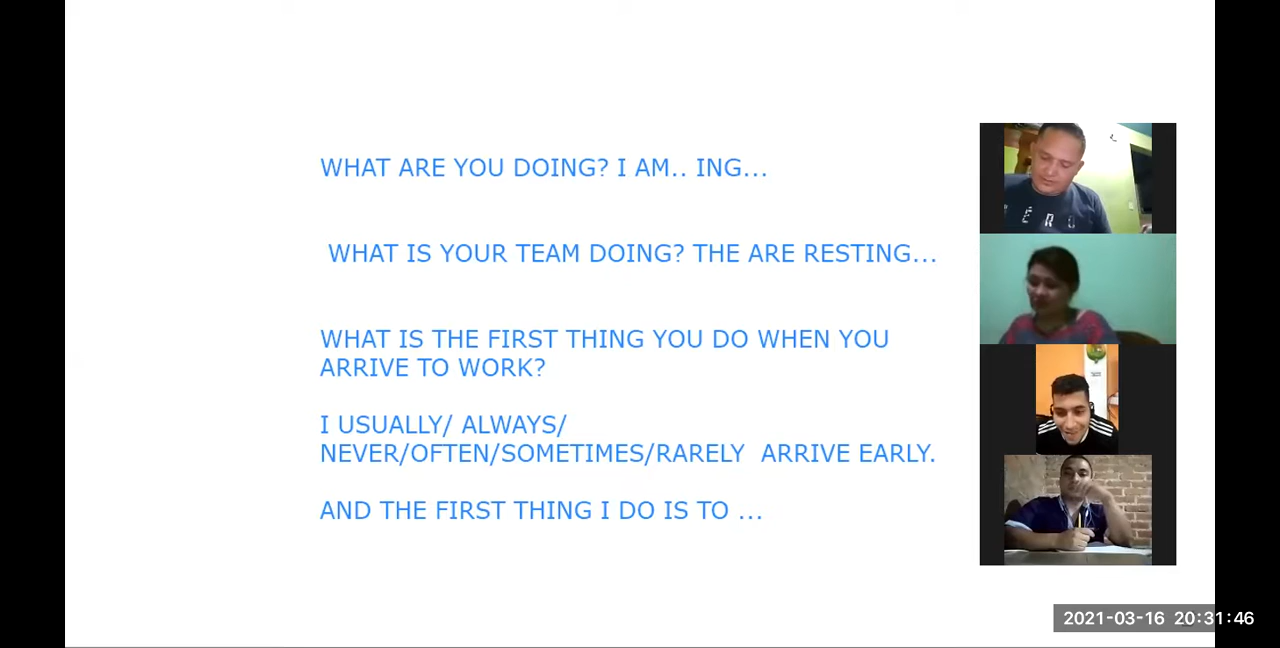 WHAT ARE YOU DOING? I AM.. ING...
WHAT IS YOUR TEAM DOING? THE ARE RESTING...
WHAT IS THE FIRST THING YOU DO WHEN YOU
ARRIVE TO WORK?
I USUALLY/ ALWAYS/
NEVER/OFTEN/SOMETIMES/RARELY  ARRIVE EARLY.
AND THE FIRST THING I DO IS TO ...
2021-03-16 20:31:46